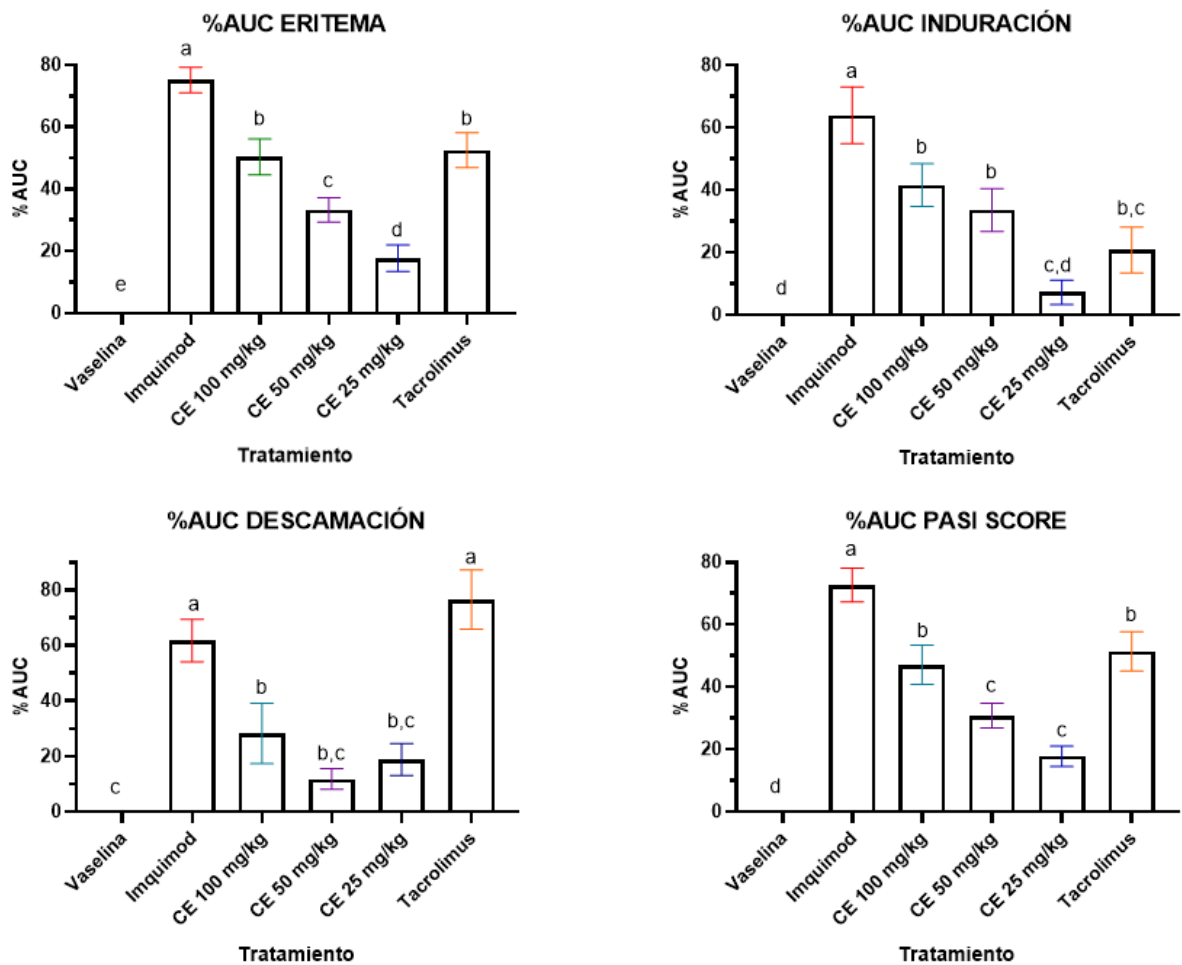 %AUC ERITEMA
a
80
60
40
20
0
%AUC
e
b
c
d
b
Vaselina
Imquimod
CE 100 mg/kg
CE 50 mg/kg
CE 25 mg/kg
Tacrolimus
Tratamiento
%AUC INDURACIÓN
80
60
40
20
0
%AUC
d
a
b
b
c,d
b,c
Vaselina
Imquimod
CE 100 mg/kg
CE 50 mg/kg
CE 25 mg/kg
Tacrolimus
Tratamiento
%AUC DESCAMACIÓN
80
60
40
20
0
%AUC
c
a
b
b,c
b,c
a
Vaselina
Imquimod
CE 100 mg/kg
CE 50 mg/kg
CE 25 mg/kg
Tacrolimus
Tratamiento
%AUC PASI SCORE
80
60
40
20
0
%AUC
d
a
b
c
c
b
Vaselina
Imquimod
CE 100 mg/kg
CE 50 mg/kg
CE 25 mg/kg
Tacrolimus
Tratamiento